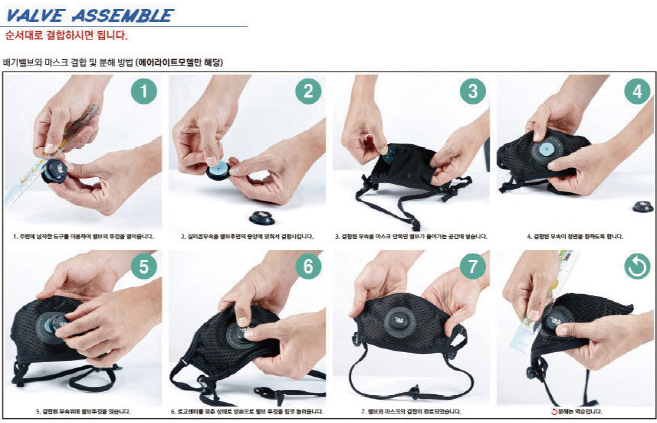 VALVE ASSEMBLE
순서대로 결합하시면 됩니다.
배기밸브와 마스크 결합 및 분해 방법 (에어라이트모델만 해당)
1
2
3
4
1. 주변에 납작한 도구를 이용하여 밸브의 뚜껑을 열어줍니다.
2. 실리콘부속을 밸브후면의 중앙에 맞춰서 결합시킵니다.
3. 결합된 부속을 마스크 안쪽면 밸브가 들어가는 공간에 넣습니다.
4. 결합된 부속이 정면을 향하도록 합니다.
5
6
7
5. 결합된 부속위에 밸브뚜껑을 얹습니다.
6. 로고센터를 맞춘 상태로 양손으로 밸브 뚜껑을 힘껏 눌러줍니다.
7. 밸브와 마스크의 결합이 완료되었습니다.
분해는 역순입니다.